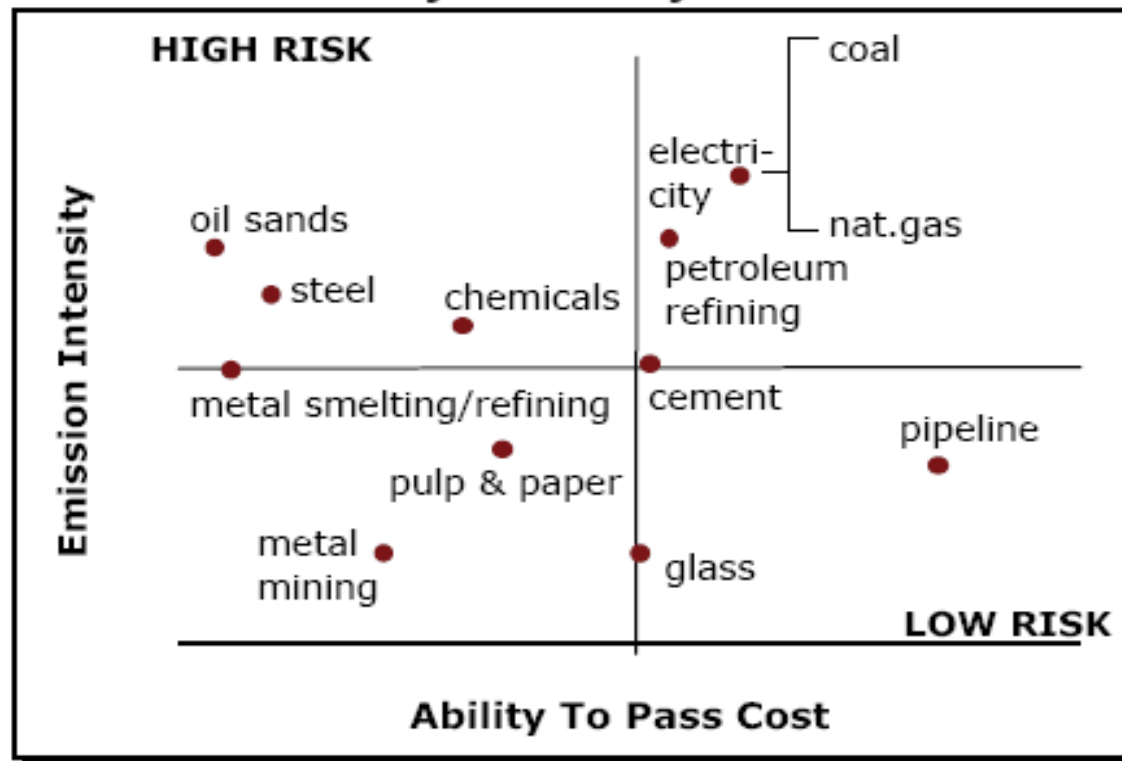 HIGH RISK
coal
electri-
city
nat.gas
oil sands
petroleum
refining
steel
chemicals
metal smelting/refining
cement
pipeline
pulp & paper
metal
mining
glass
LOW RISK
Emission Intensity
Ability To Pass Cost